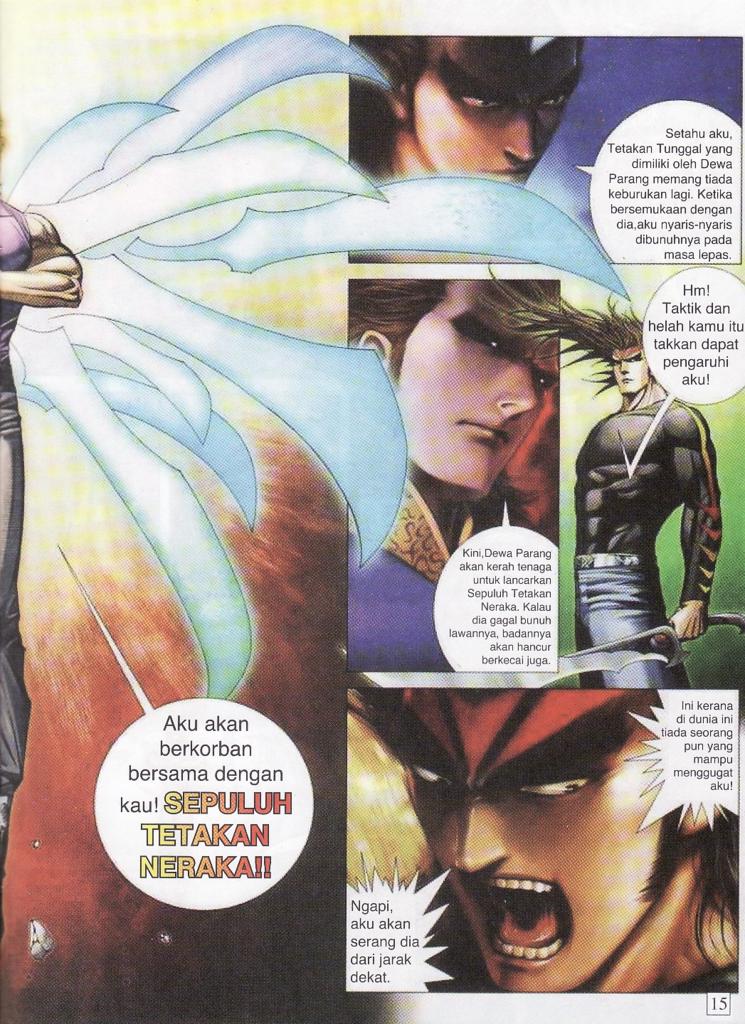 Setahu aku,
Tetakan Tunggal yang
dimiliki oleh Dewa
Parang memang tiada
keburukan lagi. Ketika
bersemukaan dengan
dia,aku nyaris-nyaris
dibunuhnya pada
masa lepas.
Hm!
Taktik dan
helah kamu itu
takkan dapat
pengaruhi
aku!
Kini,Dewa Parang
akan kerah tenaga
untuk lancarkan
Sepuluh Tetakan
Neraka. Kalau
dia gagal bunuh
lawannya, badannya
akan hancur
berkecai juga.
Aku akan
berkorban
bersama dengan
kau! SEPULUH
TETAKAN
NERAKA!!
Ini kerana
di dunia ini
tiada seorang
pun yang
mampu
menggugat
aku!
Ngapi,
aku akan
serang dia
dari jarak
dekat.
15